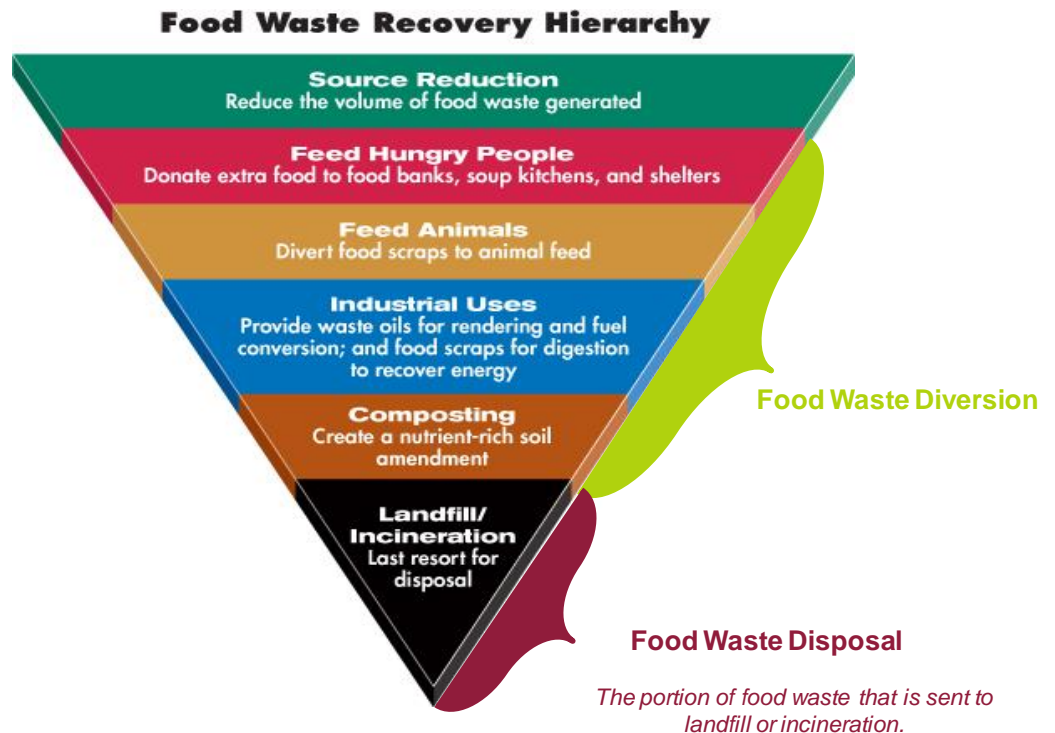 Food Waste Recovery Hierarchy
Source Reduction
Reduce the volume of food waste generated
Feed Hungry People
Donate extra food to food banks, soup kitchens, and shelters
Feed Animals
Divert food scraps to animal feed
Industrial Uses
Provide waste oils for rendering and fuel
conversion; and food scraps for digestion
to recover energy
Composting
Create a nutrient-rich soil
amendment
Landfill/
Incineration
Last resort for
disposal
Food Waste Diversion
Food Waste Disposal
The portion of food waste that is sent to
landfill or incineration.